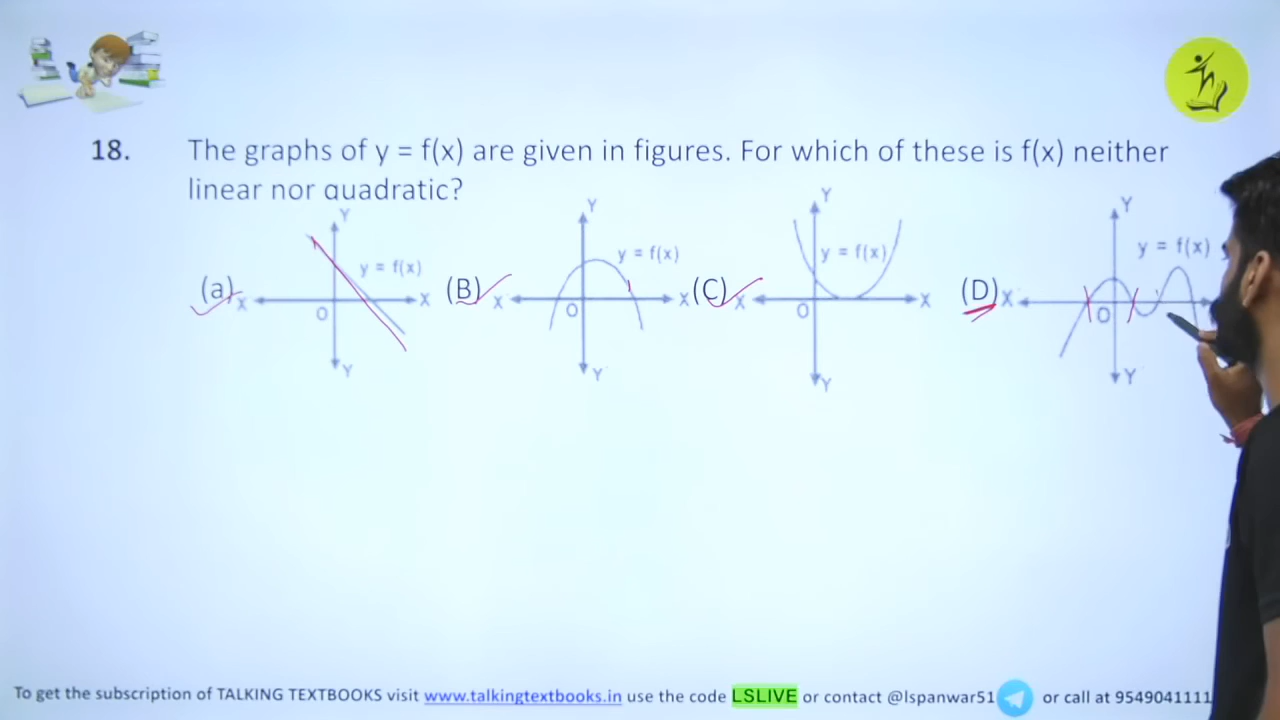 18. The graphs of y = f(x) are given in figures. For which of these is f(x) neither
linear nor quadratic?
(a) X Y y = f(x) X O Y
(B) X Y y = f(x) X O Y
(C) X Y y = f(x) X O Y
(D) X Y y = f(x) O Y
To get the subscription of TALKING TEXTBOOKS visit www.talkingtextbooks.in use the code LSLIVE or contact @lspanwar51 or call at 9549041111